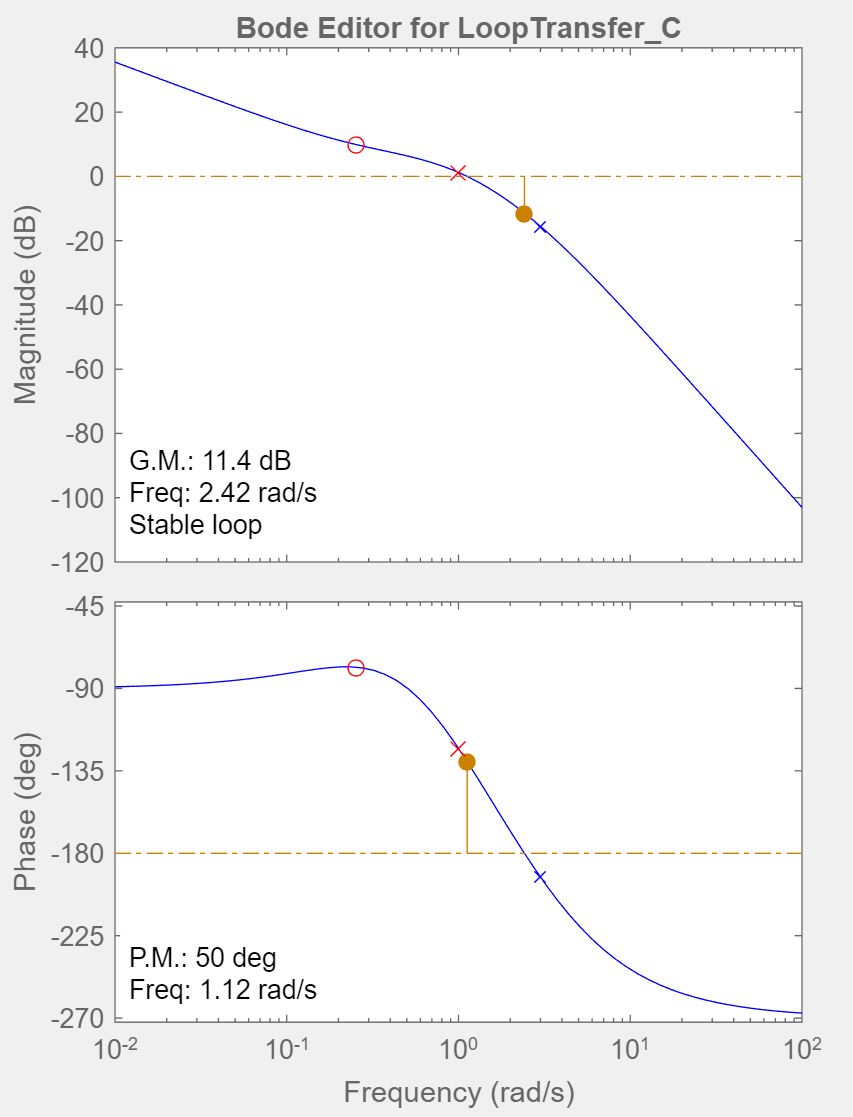 Bode Editor for LoopTransfer_C
40
20
0
-20
-40
-60
-80
-100
-120
Magnitude (dB)
G.M.: 11.4 dB
Freq: 2.42 rad/s
Stable loop
-45
-90
-135
-180
-225
-270
Phase (deg)
P.M.: 50 deg
Freq: 1.12 rad/s
10⁻² 10⁻¹ 10⁰ 10¹ 10²
Frequency (rad/s)